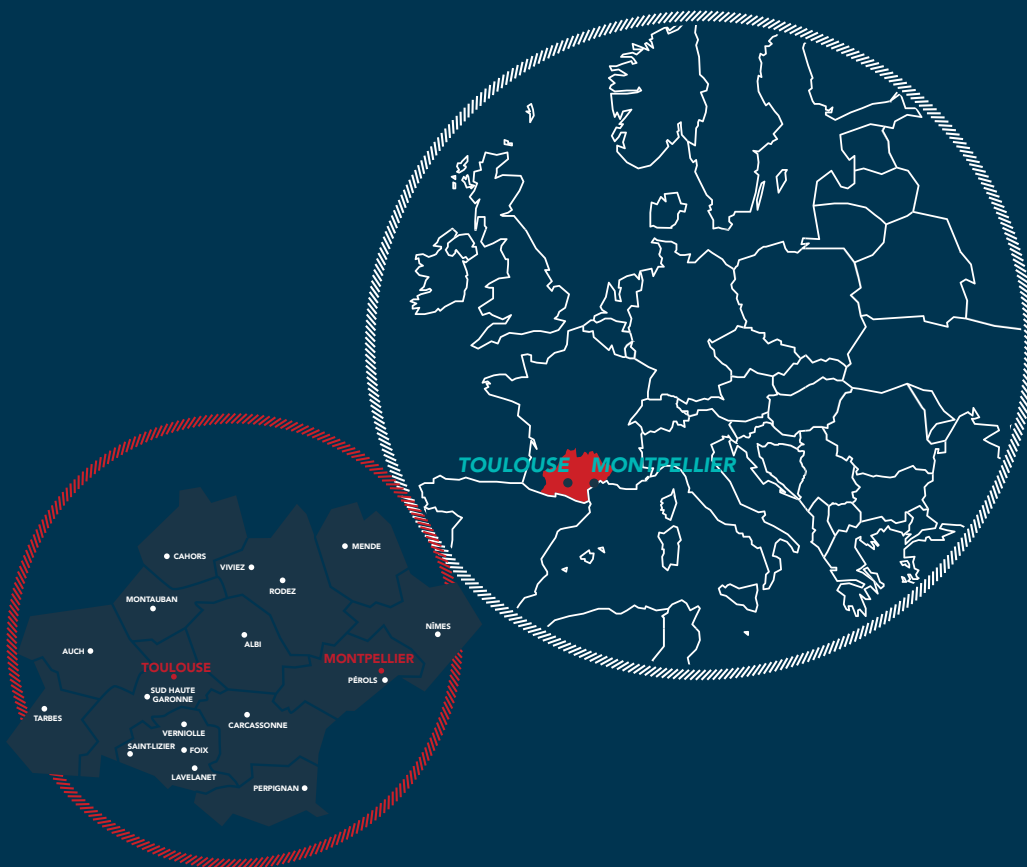 TOULOUSE MONTPELLIER
MENDE
CAHORS
VIVIEZ
RODEZ
MONTAUBAN
NÎMES
ALBI
AUCH
MONTPELLIER
TOULOUSE
PÉROLS
SUD HAUTE
GARONNE
TARBES
CARCASSONNE
VERNIOLLE
SAINT-LIZIER
FOIX
LAVELANET
PERPIGNAN